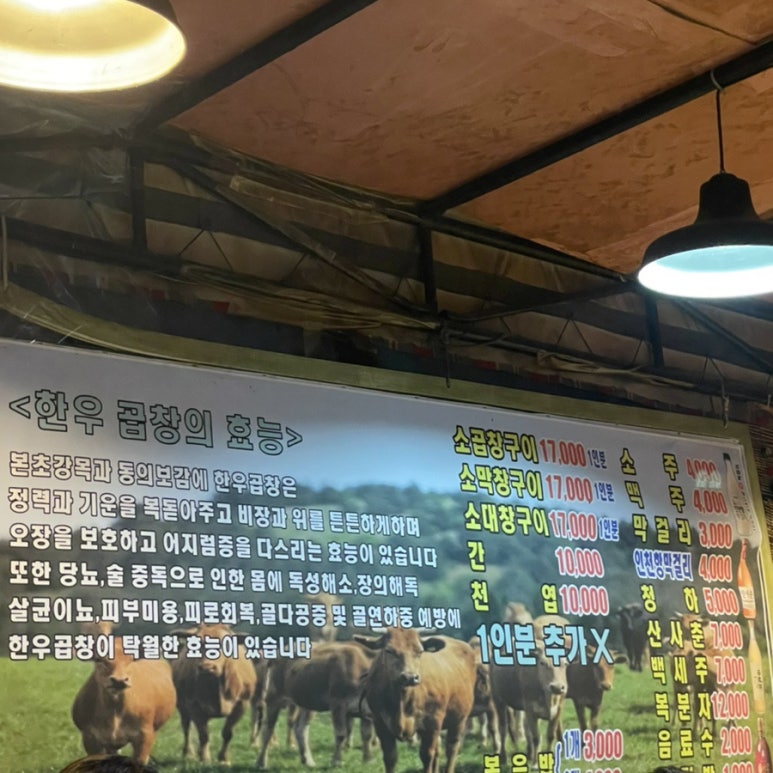 <한우 곱창의 효능>
본초강목과 동의보감에 한우곱창은
정력과 기운을 복돋아주고 비장과 위를 튼튼하게하며
오장을 보호하고 어지럼증을 다스리는 효능이 있습니다
또한 당뇨,술 중독으로 인한 몸에 독성해소,장의해독
살균이뇨,피부미용,피로회복,골다공증 및 골연하증 예방에
한우곱창이 탁월한 효능이 있습니다
소곱창구이 17,000 1인분
소막창구이 17,000 1인분
소대창구이 17,000 1인분
간 10,000
천엽 10,000
1인분 추가 X
볶은밥 1개 3,000
소주 4,000
맥주 4,000
막걸리 3,000
인천향막걸리 4,000
청하 5,000
산사춘 7,000
백세주 7,000
복분자 12,000
음료수 2,000